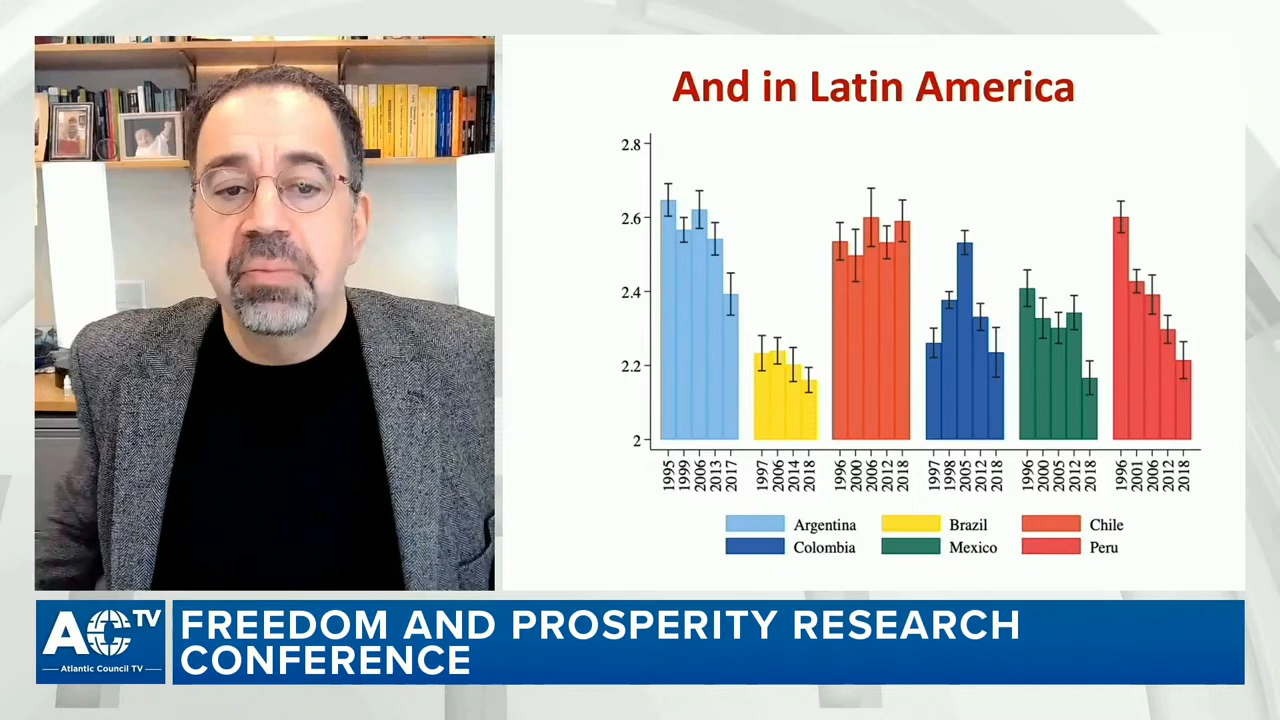 And in Latin America
2.8
2.6
2.4
2.2
2
1995 1999 2006 2013 2017 1997 2006 2014 2018 1996 2000 2006 2012 2018 1997 1998 2005 2012 2018 1996 2000 2005 2012 2018 1996 2001 2006 2012 2018
Argentina Brazil Chile
Colombia Mexico Peru
AC TV
Atlantic Council TV
FREEDOM AND PROSPERITY RESEARCH
CONFERENCE